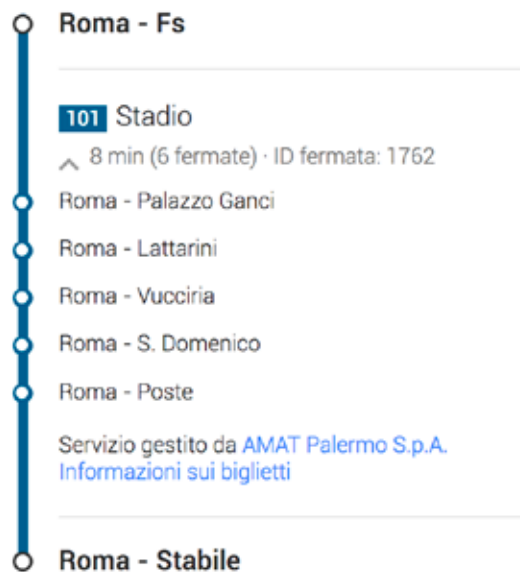 Roma - Fs
101 Stadio
8 min (6 fermate) · ID fermata: 1762
Roma - Palazzo Ganci
Roma - Lattarini
Roma - Vucciria
Roma - S. Domenico
Roma - Poste
Servizio gestito da AMAT Palermo S.p.A.
Informazioni sui biglietti
Roma - Stabile